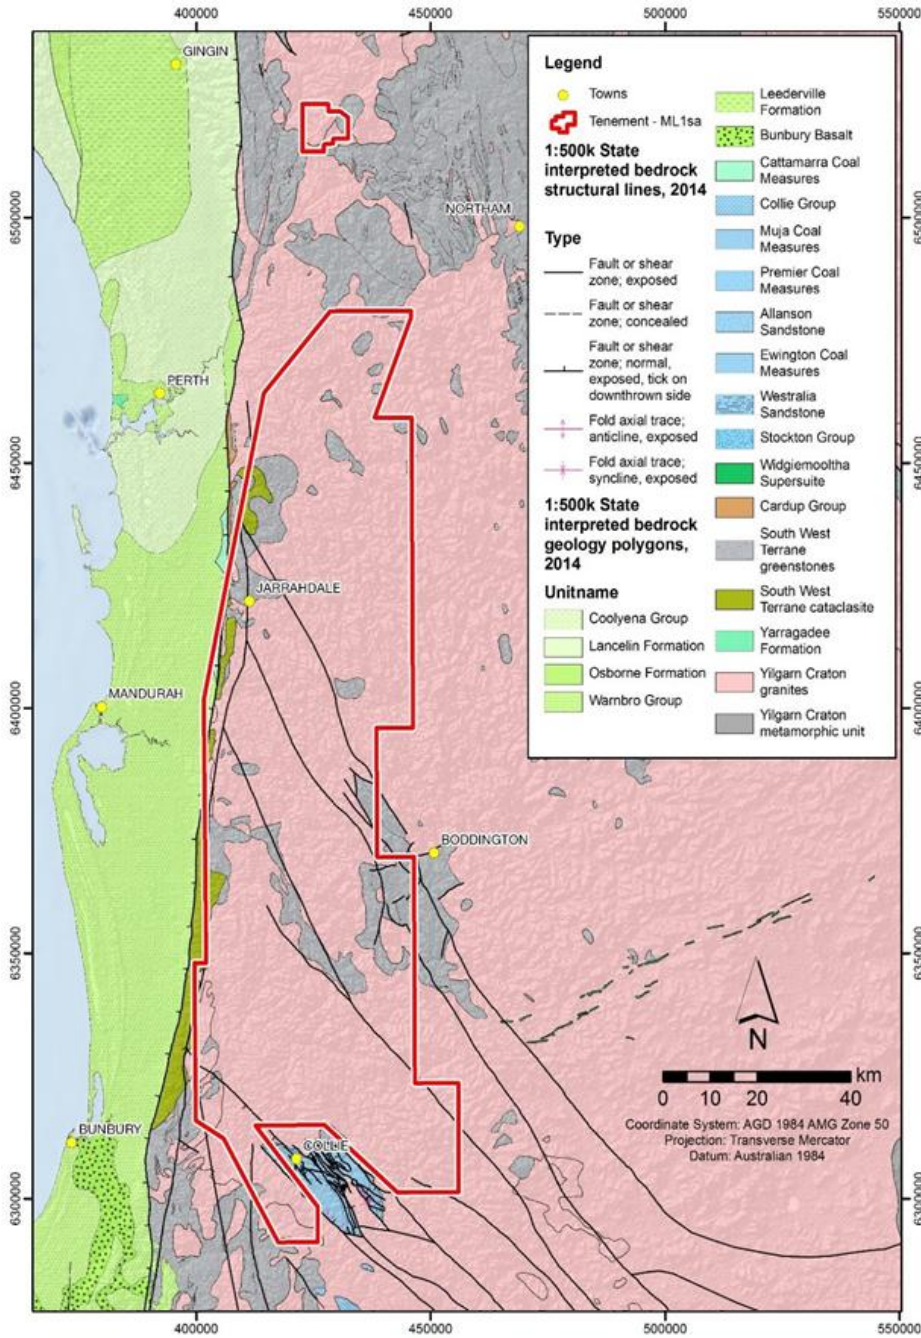 400000
450000
500000
550000
GINGIN
NORTHAM
PERTH
JARRAHDALE
MANDURAH
BODDINGTON
BUNBURY
COLLIE
6500000
6450000
6400000
6350000
6300000
Legend
Towns
Tenement - ML1sa
1:500k State
interpreted bedrock
structural lines, 2014
Type
Fault or shear
zone; exposed
Fault or shear
zone; concealed
Fault or shear
zone; normal,
exposed, tick on
downthrown side
Fold axial trace;
anticline, exposed
Fold axial trace;
syncline, exposed
1:500k State
interpreted bedrock
geology polygons,
2014
Unitname
Coolyena Group
Lancelin Formation
Osborne Formation
Warnbro Group
Leederville
Formation
Bunbury Basalt
Cattamarra Coal
Measures
Collie Group
Muja Coal
Measures
Premier Coal
Measures
Allanson
Sandstone
Ewington Coal
Measures
Westralia
Sandstone
Stockton Group
Widgiemooltha
Supersuite
Cardup Group
South West
Terrane
greenstones
South West
Terrane cataclasite
Yarragadee
Formation
Yilgarn Craton
granites
Yilgarn Craton
metamorphic unit
6500000
6450000
6400000
6350000
6300000
N
km
0 10 20 40
Coordinate System: AGD 1984 AMG Zone 50
Projection: Transverse Mercator
Datum: Australian 1984
400000
450000
500000
550000